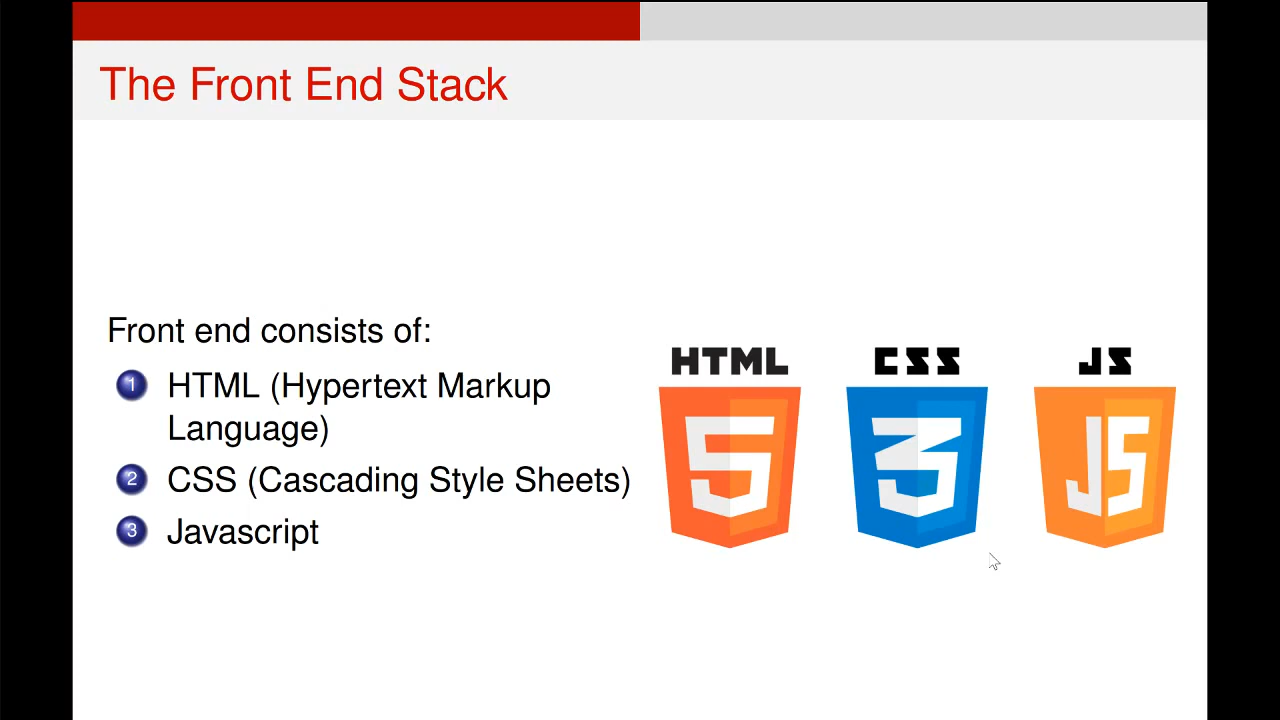 The Front End Stack
Front end consists of:
1 HTML (Hypertext Markup
Language)
2 CSS (Cascading Style Sheets)
3 Javascript
HTML CSS JS
5 3 JS